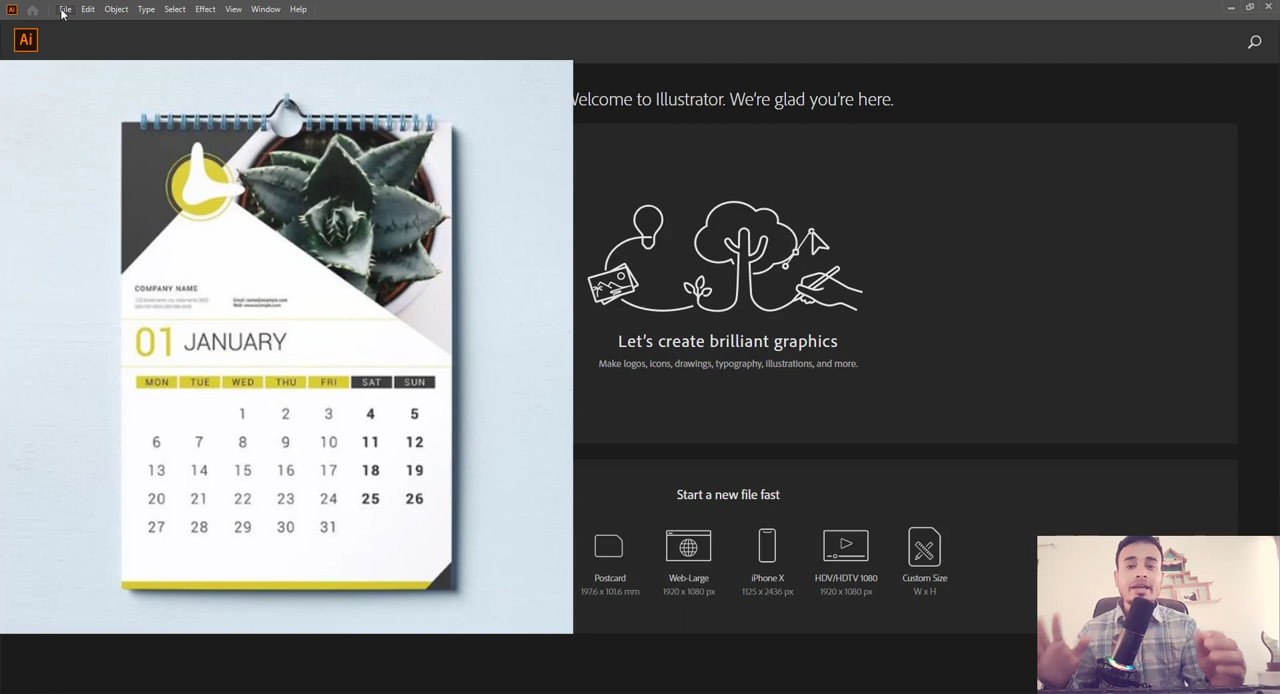 Ai File Edit Object Type Select Effect View Window Help
Ai
Welcome to Illustrator. We're glad you're here.
COMPANY NAME
01 JANUARY
MON TUE WED THU FRI SAT SUN
1 2 3 4 5
6 7 8 9 10 11 12
13 14 15 16 17 18 19
20 21 22 23 24 25 26
27 28 29 30 31
Let's create brilliant graphics
Make logos, icons, drawings, typography, illustrations, and more.
Start a new file fast
Postcard Web-Large iPhone X HDV/HDTV 1080 Custom Size
197.6 x 101.6 mm 1920 x 1080 px 1125 x 2436 px 1920 x 1080 px W x H